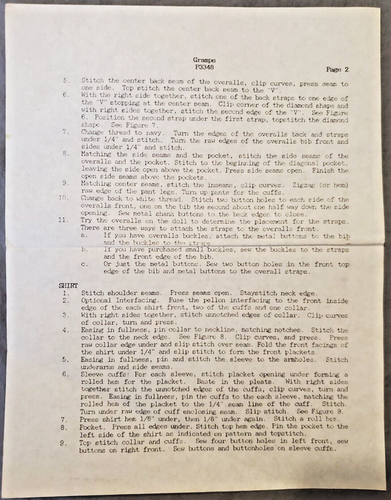 Gramps
P3348
Page 2
5. Stitch the center back seam of the overalls, clip curves, press seam to
one side. Top stitch the center back seam to the "V".
6. With the right side together, stitch one of the back straps to one edge of
the "V" stopping at the center seam. Clip corner of the diamond shape and
with right sides together, stitch the second edge of the "V". See Figure
6. Position the second strap under the first strap, topstitch the diamond
shape. See Figure 7.
7. Change thread to navy. Turn the edges of the overalls back and straps
under 1/4" and stitch. Turn the raw edges of the overalls bib front and
sides under 1/4" and stitch.
8. Matching the side seams and the pocket, stitch the side seams of the
overalls and the pocket. Stitch to the beginning of the diagonal pocket,
leaving the side open above the pocket. Press side seams open. Finish the
open side seams above the pockets.
9. Matching center seams, stitch the inseams, clip curves. Zigzag (or hem)
raw edge of the pant legs. Turn up pants for the cuffs.
10. Change back to white thread. Stitch two button holes to each side of the
overalls front, one on the bib the second about one half way down the side
opening. Sew metal shank buttons to the back edges to close.
11. Try the overalls on the doll to determine the placement for the straps.
There are three ways to attach the straps to the overalls front.
a. If you have overalls buckles, attach the metal buttons to the bib
and the buckles to the straps.
b. If you have purchased small buckles, sew the buckles to the straps
and the front edge of the bib.
c. Or just the metal buttons. Sew two button holes in the front top
edge of the bib and metal buttons to the overall straps.
SHIRT
1. Stitch shoulder seams. Press seams open. Staystitch neck edge.
2. Optional Interfacing. Fuse the pellon interfacing to the front inside
edge of the each shirt front, two of the cuffs and one collar.
3. With right sides together, stitch unnotched edges of collar. Clip curves
of collar, turn and press.
4. Easing in fullness, pin collar to neckline, matching notches. Stitch the
collar to the neck edge. See Figure 8. Clip curves, and press. Press
raw collar edge under and slip stitch over seam. Fold the front facings of
the shirt under 1/4" and slip stitch to form the front plackets.
5. Easing in fullness, pin and stitch the sleeve to the armholes. Stitch
underarms and side seams.
6. Sleeve cuffs: For each sleeve, stitch placket opening under forming a
rolled hem for the placket. Baste in the pleats. With right sides
together stitch the unnotched edges of the cuffs, clip curves, turn and
press. Easing in fullness, pin the cuffs to the each sleeve, matching the
rolled hem of the placket to the 1/4" seam line of the cuff. Stitch.
Turn under raw edge of cuff enclosing seam. Slip stitch. See Figure 9.
7. Press shirt hem 1/8" under, then 1/8" under again. Stitch a roll hem.
8. Pocket. Press all edges under. Stitch top hem edge. Pin the pocket to the
left side of the shirt as indicated on pattern and topstitch.
9. Top stitch collar and cuffs. Sew four button holes in left front, sew
buttons on right front. Sew buttons and buttonholes on sleeve cuffs.